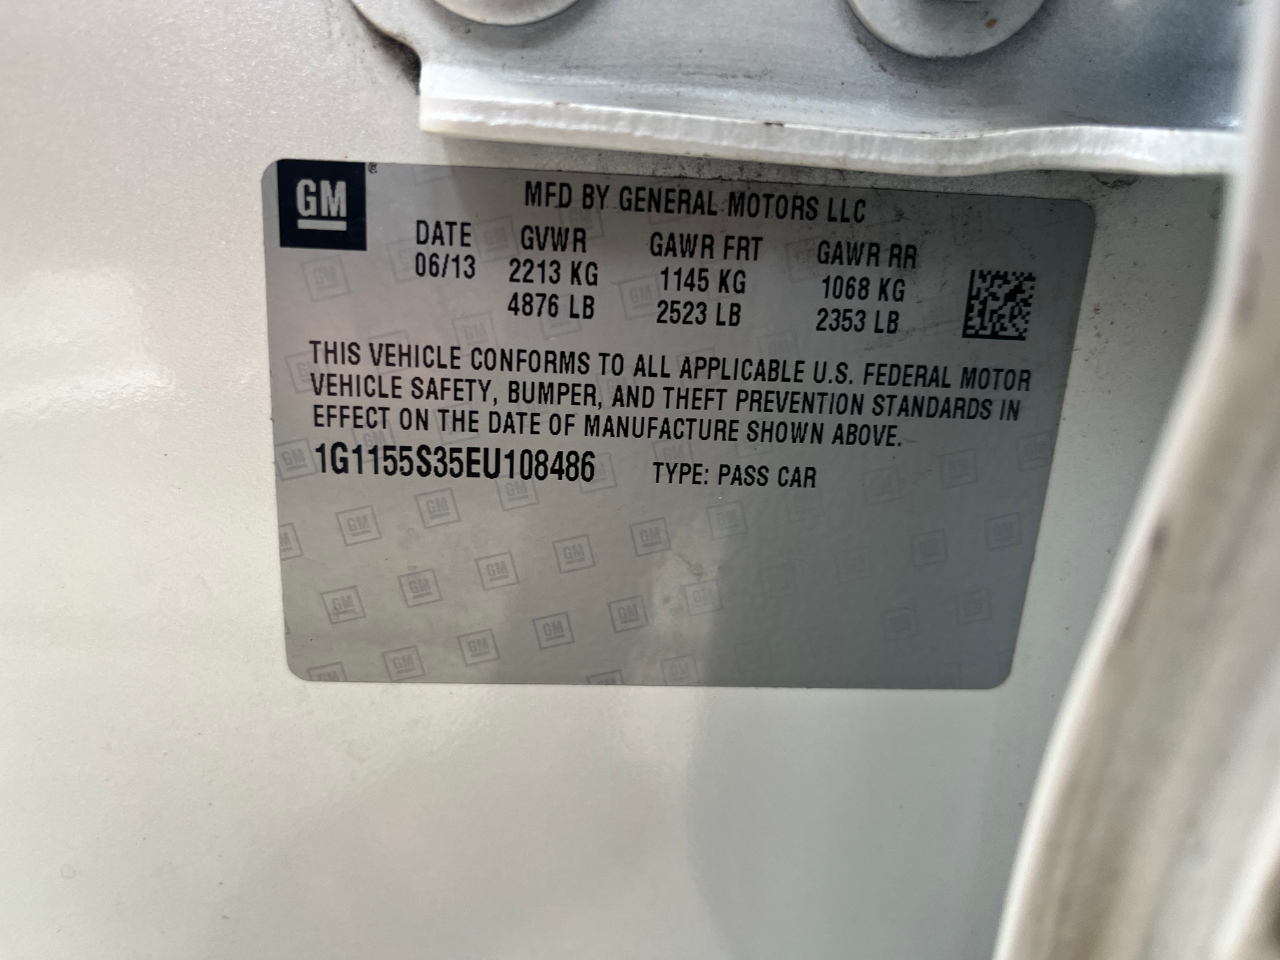 GM®
MFD BY GENERAL MOTORS LLC
DATE GVWR GAWR FRT GAWR RR
06/13 2213 KG 1145 KG 1068 KG
4876 LB 2523 LB 2353 LB
THIS VEHICLE CONFORMS TO ALL APPLICABLE U.S. FEDERAL MOTOR
VEHICLE SAFETY, BUMPER, AND THEFT PREVENTION STANDARDS IN
EFFECT ON THE DATE OF MANUFACTURE SHOWN ABOVE.
1G1155S35EU108486 TYPE: PASS CAR